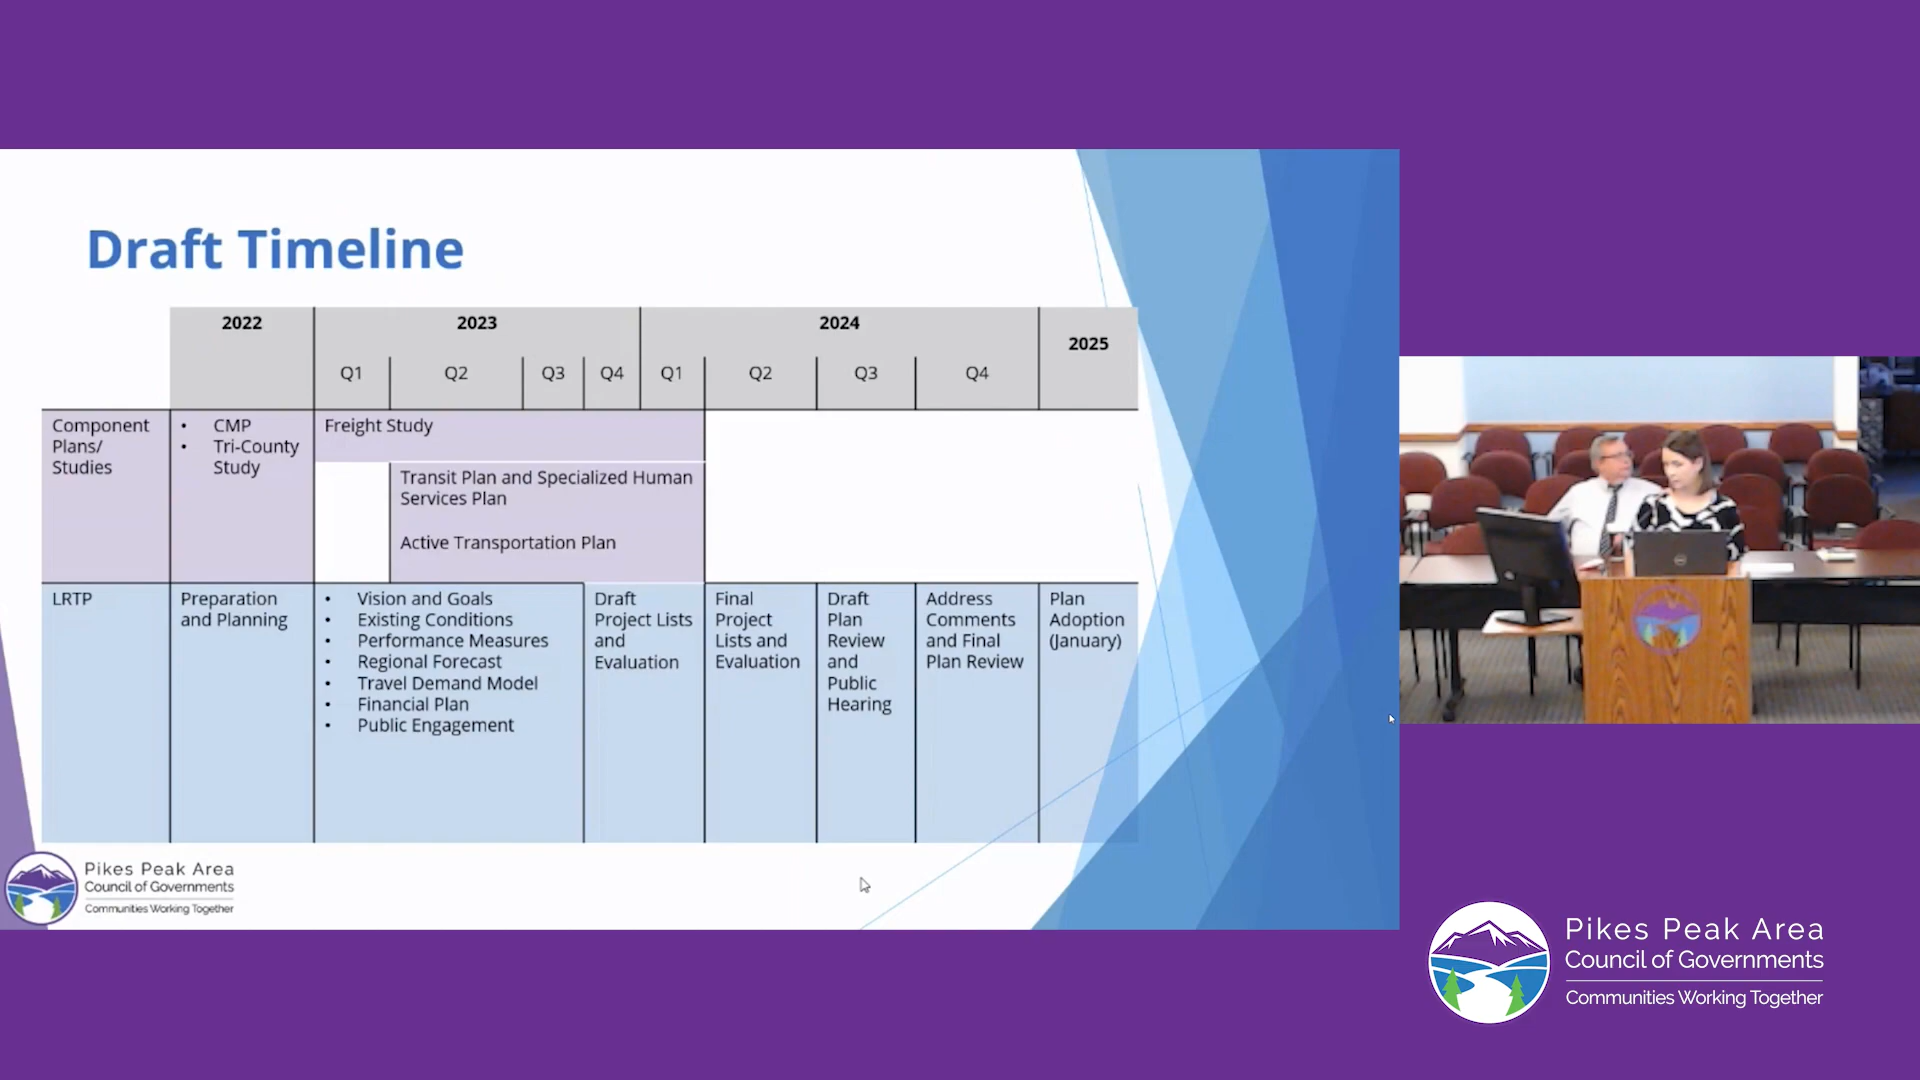 Draft Timeline
2022
2023
2024
2025
Q1
Q2
Q3
Q4
Q1
Q2
Q3
Q4
Component
Plans/
Studies
• CMP
• Tri-County
Study
Freight Study
Transit Plan and Specialized Human
Services Plan
Active Transportation Plan
LRTP
Preparation
and Planning
• Vision and Goals
• Existing Conditions
• Performance Measures
• Regional Forecast
• Travel Demand Model
• Financial Plan
• Public Engagement
Draft
Project Lists
and
Evaluation
Final
Project
Lists and
Evaluation
Draft
Plan
Review
and
Public
Hearing
Address
Comments
and Final
Plan Review
Plan
Adoption
(January)
Pikes Peak Area
Council of Governments
Communities Working Together
Pikes Peak Area
Council of Governments
Communities Working Together